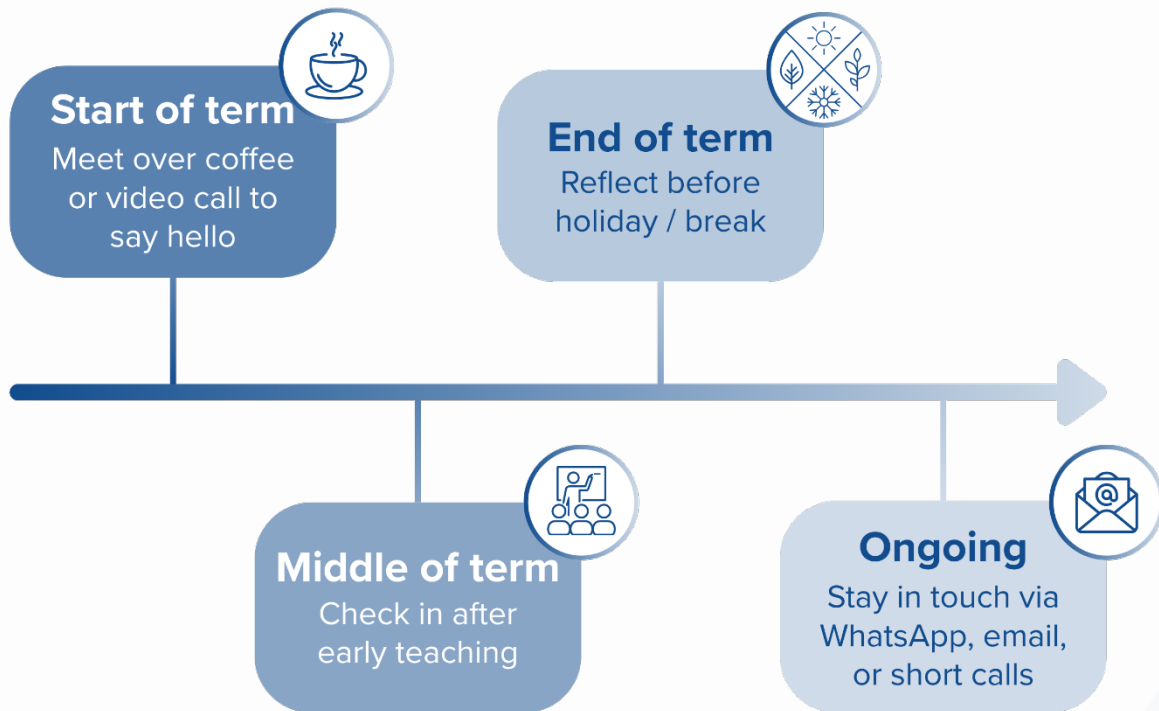 Start of term
Meet over coffee
or video call to
say hello
Middle of term
Check in after
early teaching
End of term
Reflect before
holiday / break
Ongoing
Stay in touch via
WhatsApp, email,
or short calls
@